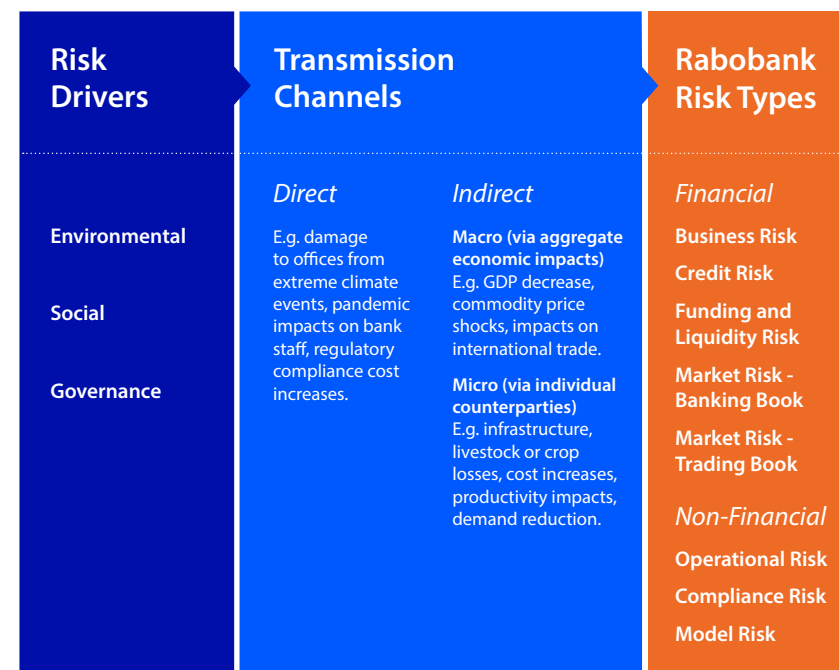 Risk
Drivers
Environmental
Social
Governance
Transmission
Channels
Direct
E.g. damage
to offices from
extreme climate
events, pandemic
impacts on bank
staff, regulatory
compliance cost
increases.
Indirect
Macro (via aggregate
economic impacts)
E.g. GDP decrease,
commodity price
shocks, impacts on
international trade.
Micro (via individual
counterparties)
E.g. infrastructure,
livestock or crop
losses, cost increases,
productivity impacts,
demand reduction.
Rabobank
Risk Types
Financial
Business Risk
Credit Risk
Funding and
Liquidity Risk
Market Risk -
Banking Book
Market Risk -
Trading Book
Non-Financial
Operational Risk
Compliance Risk
Model Risk